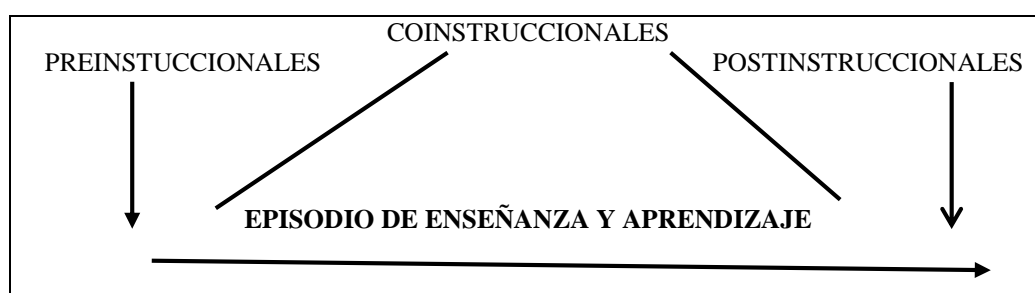 COINSTRUCCIONALES
PREINSTUCCIONALES
POSTINSTRUCCIONALES
EPISODIO DE ENSEÑANZA Y APRENDIZAJE